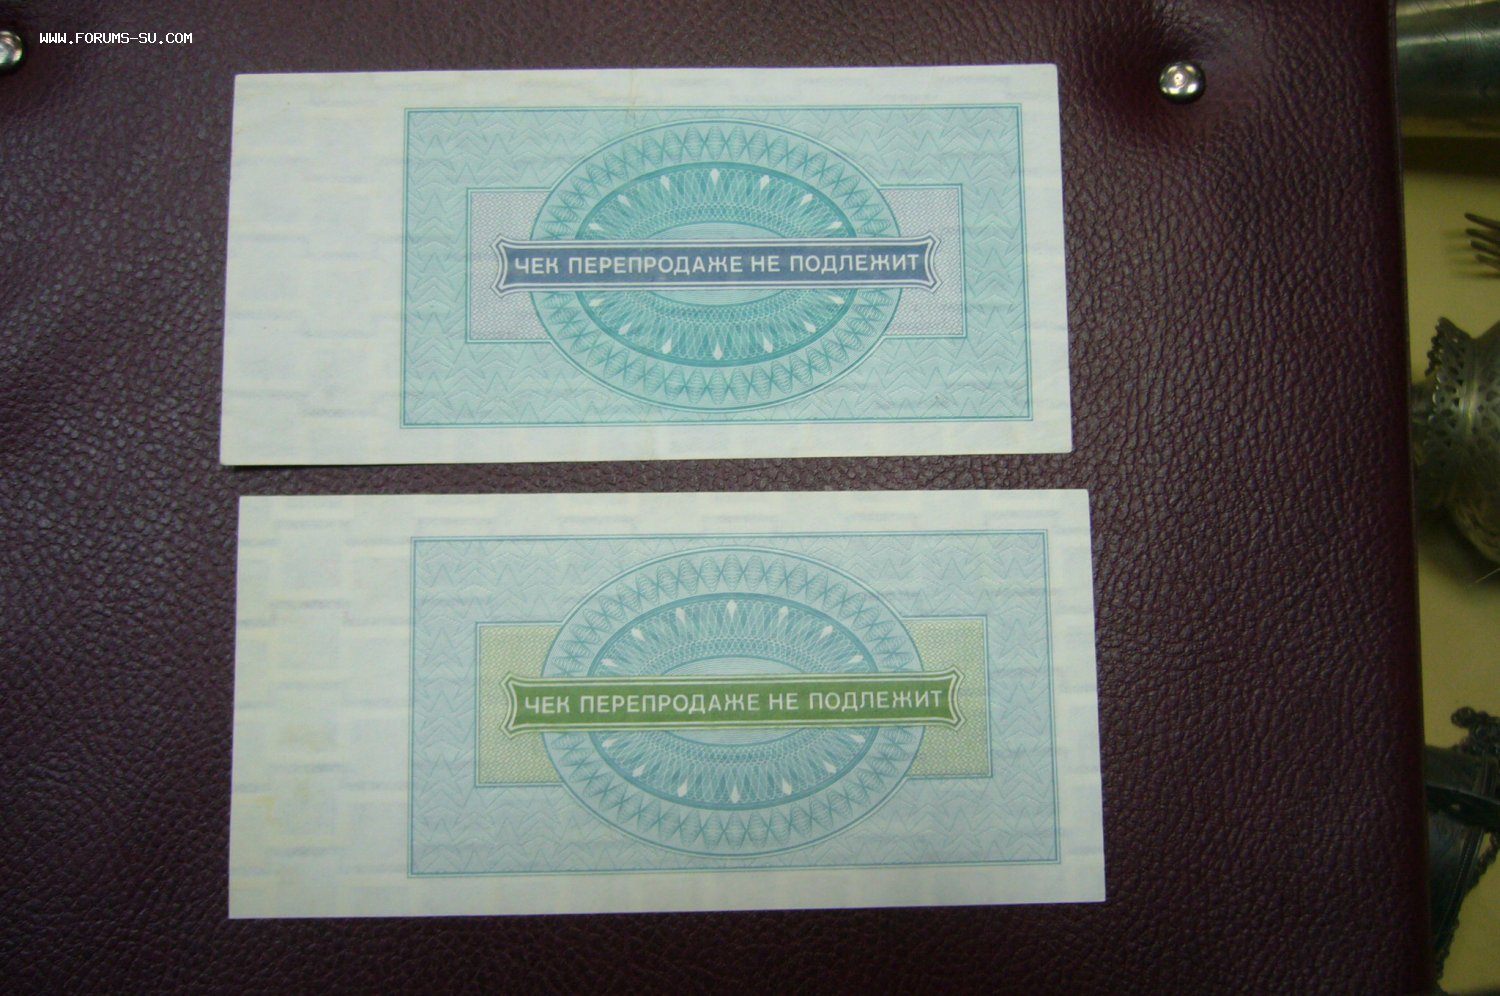 WWW.FORUMS-SU.COM
ЧЕК ПЕРЕПРОДАЖЕ НЕ ПОДЛЕЖИТ
ЧЕК ПЕРЕПРОДАЖЕ НЕ ПОДЛЕЖИТ